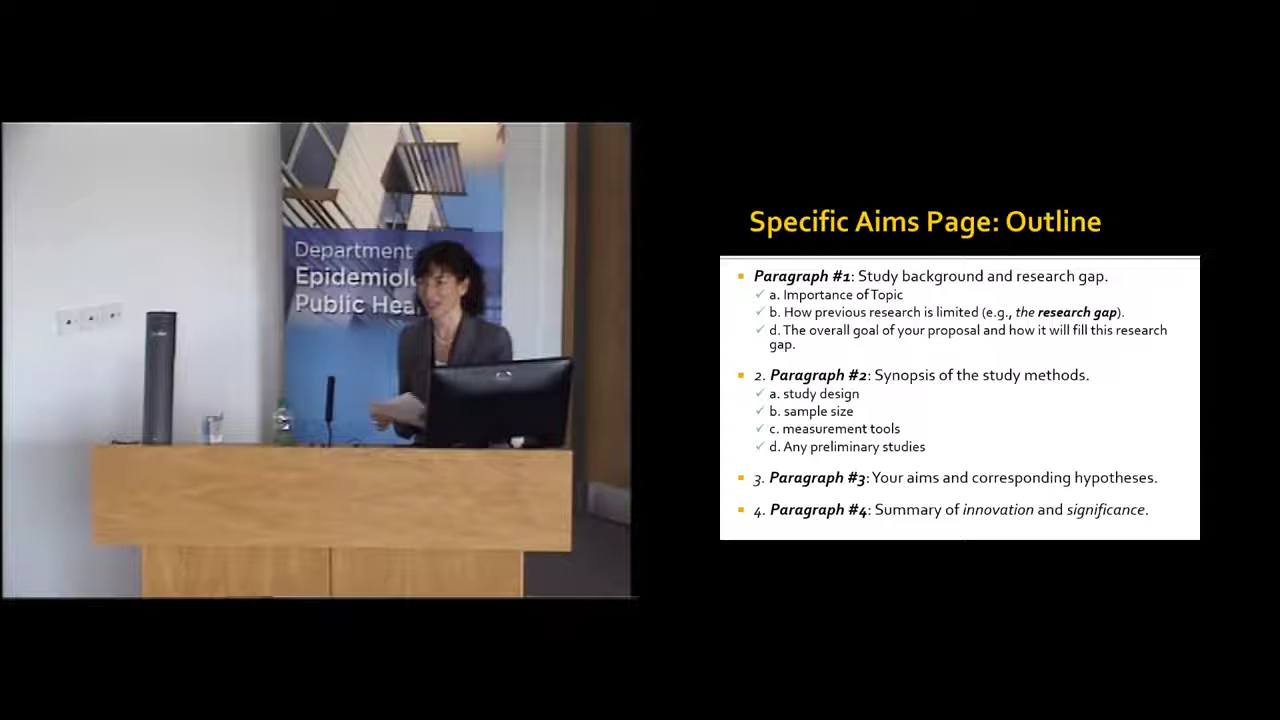 Department
Epidemiol
Public Hea
Specific Aims Page: Outline
Paragraph #1: Study background and research gap.
a. Importance of Topic
b. How previous research is limited (e.g., the research gap).
d. The overall goal of your proposal and how it will fill this research
gap.
2. Paragraph #2: Synopsis of the study methods.
a. study design
b. sample size
c. measurement tools
d. Any preliminary studies
3. Paragraph #3: Your aims and corresponding hypotheses.
4. Paragraph #4: Summary of innovation and significance.